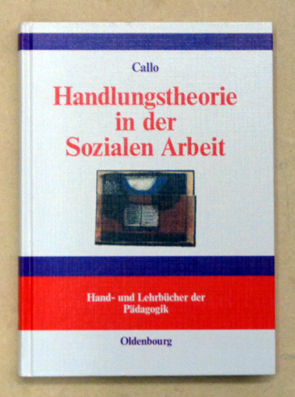 Callo
Handlungstheorie
in der
Sozialen Arbeit
Hand- und Lehrbücher der
Pädagogik
Oldenbourg